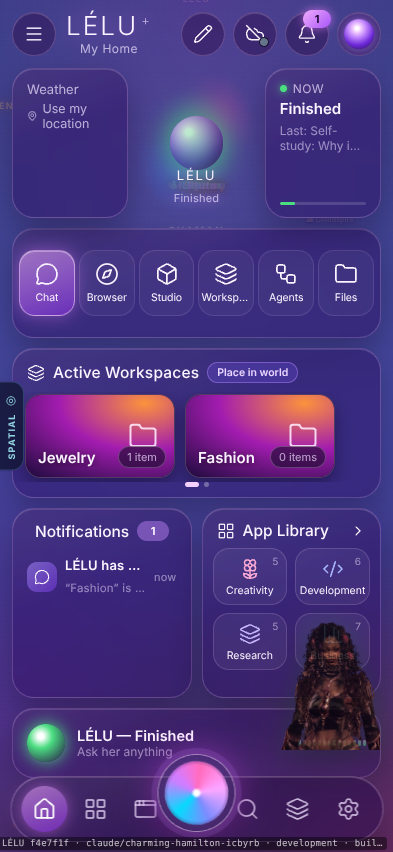 LÉLU +
My Home
1
Weather
Use my
location
LÉLU
Finished
NOW
Finished
Last: Self-
study: Why i...
Chat
Browser
Studio
Worksp...
Agents
Files
Active Workspaces
Place in world
SPATIAL
Jewelry
1 item
Fashion
0 items
Notifications
1
LÉLU has ...
"Fashion" is ...
now
App Library
5
Creativity
6
Development
5
Research
7
LÉLU — Finished
Ask her anything
LÉLU f4e7f1f · claude/charming-hamilton-icbyrb · development · buil…